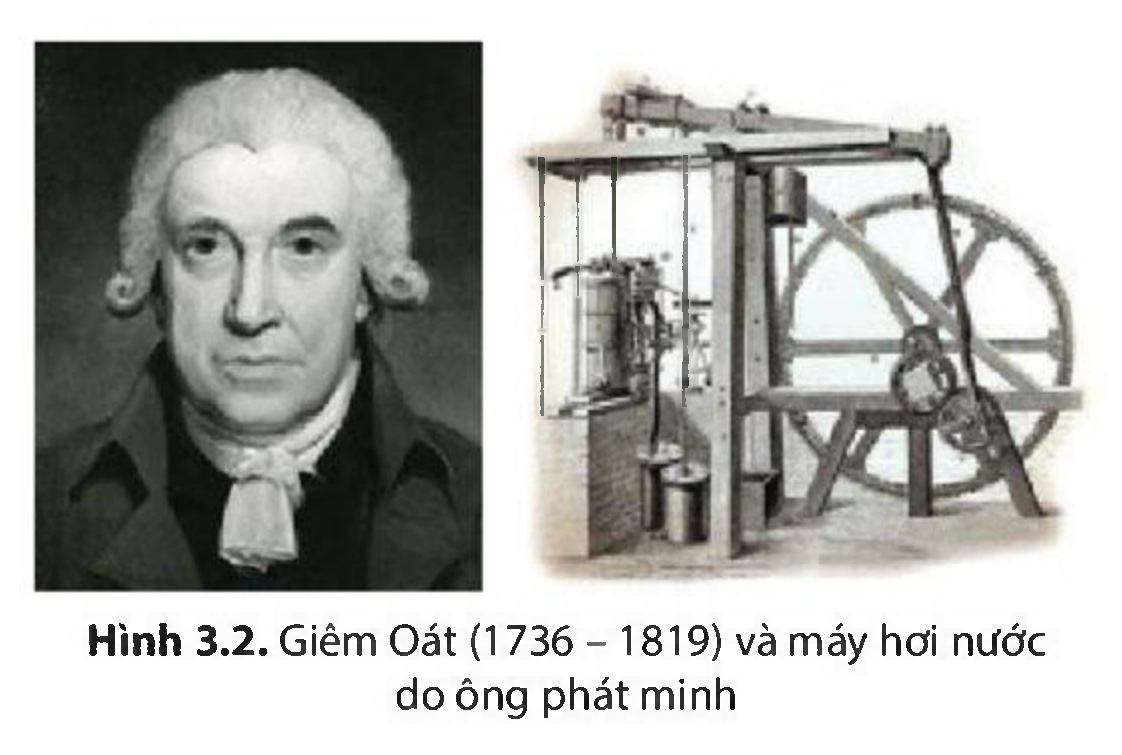 Hình 3.2. Giêm Oát (1736 – 1819) và máy hơi nước
do ông phát minh